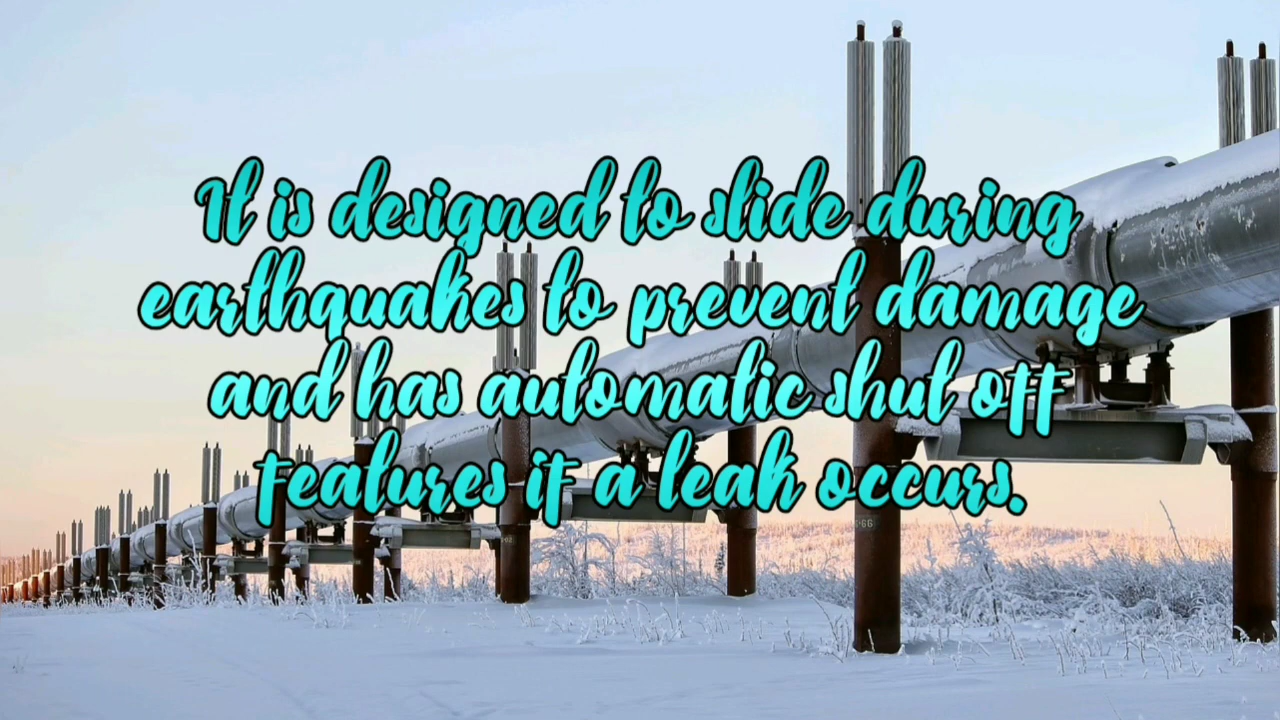 It is designed to slide during
earthquakes to prevent damage
and has automatic shut off
features if a leak occurs.